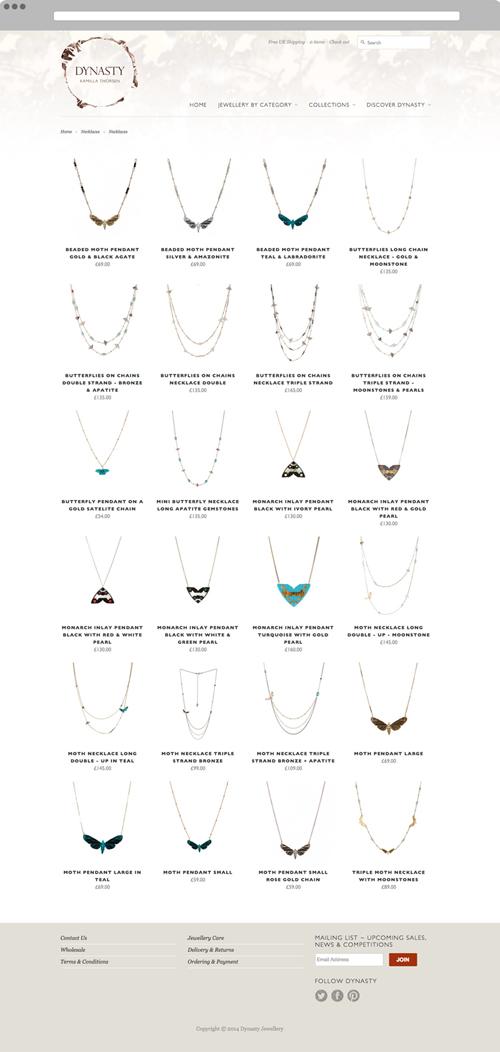 Free UK Shipping · 0 items · Check out
Search
DYNASTY
KAMILLA THORSEN
HOME JEWELLERY BY CATEGORY COLLECTIONS DISCOVER DYNASTY
Home Necklaces Necklaces
BEADED MOTH PENDANT
GOLD & BLACK AGATE
£69.00
BEADED MOTH PENDANT
SILVER & AMAZONITE
£69.00
BEADED MOTH PENDANT
TEAL & LABRADORITE
£69.00
BUTTERFLIES LONG CHAIN
NECKLACE - GOLD &
MOONSTONE
£135.00
BUTTERFLIES ON CHAINS
DOUBLE STRAND - BRONZE
& APATITE
£135.00
BUTTERFLIES ON CHAINS
NECKLACE DOUBLE
£135.00
BUTTERFLIES ON CHAINS
NECKLACE TRIPLE STRAND
£165.00
BUTTERFLIES ON CHAINS
TRIPLE STRAND -
MOONSTONES & PEARLS
£159.00
BUTTERFLY PENDANT ON A
GOLD SATELITE CHAIN
£54.00
MINI BUTTERFLY NECKLACE
LONG APATITE GEMSTONES
£135.00
MONARCH INLAY PENDANT
BLACK WITH IVORY PEARL
£130.00
MONARCH INLAY PENDANT
BLACK WITH RED & GOLD
PEARL
£130.00
MONARCH INLAY PENDANT
BLACK WITH RED & WHITE
PEARL
£130.00
MONARCH INLAY PENDANT
BLACK WITH WHITE &
GREEN PEARL
£130.00
MONARCH INLAY PENDANT
TURQUOISE WITH GOLD
PEARL
£160.00
MOTH NECKLACE LONG
DOUBLE - UP - MOONSTONE
£145.00
MOTH NECKLACE LONG
DOUBLE - UP IN TEAL
£145.00
MOTH NECKLACE TRIPLE
STRAND BRONZE
£99.00
MOTH NECKLACE TRIPLE
STRAND BRONZE + APATITE
£109.00
MOTH PENDANT LARGE
£69.00
MOTH PENDANT LARGE IN
TEAL
£69.00
MOTH PENDANT SMALL
£59.00
MOTH PENDANT SMALL
ROSE GOLD CHAIN
£59.00
TRIPLE MOTH NECKLACE
WITH MOONSTONES
£89.00
Contact Us
Wholesale
Terms & Conditions
Jewellery Care
Delivery & Returns
Ordering & Payment
MAILING LIST ~ UPCOMING SALES,
NEWS & COMPETITIONS
Email Address
JOIN
FOLLOW DYNASTY
Copyright © 2014 Dynasty Jewellery